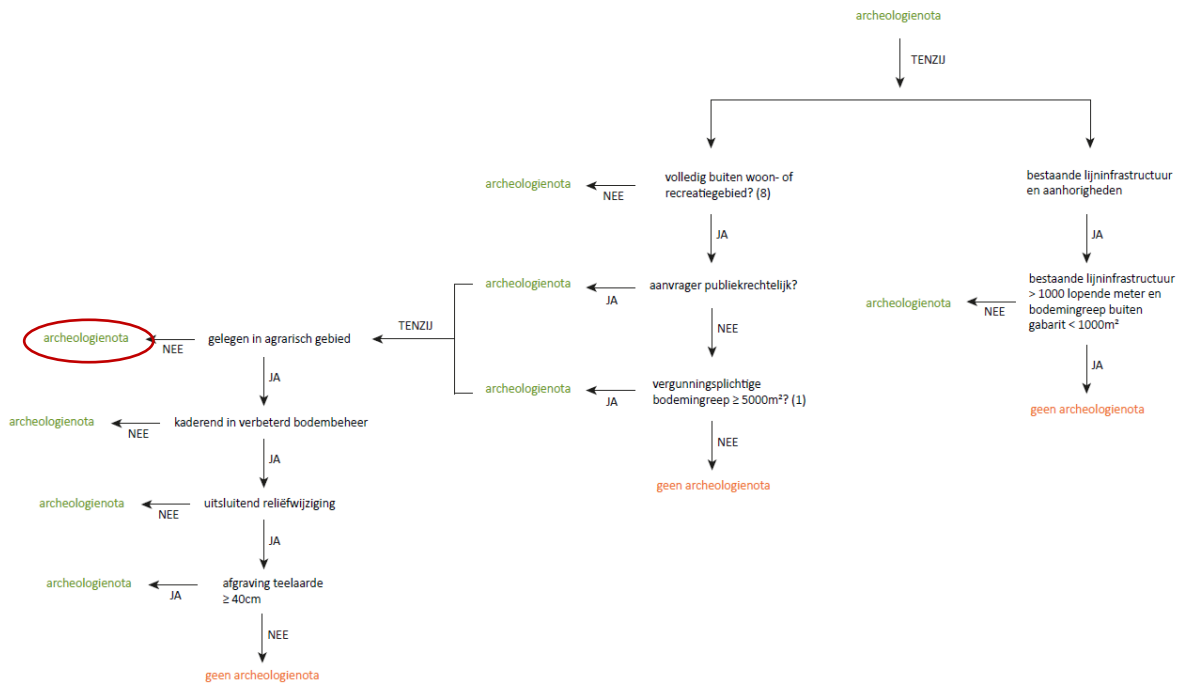 archeologienota
TENZIJ
archeologienota
NEE
volledig buiten woon- of
recreatiegebied? (8)
bestaande lijninfrastructuur
en aanhorigheden
JA
JA
archeologienota
JA
aanvrager publiekrechtelijk?
archeologienota
NEE
bestaande lijninfrastructuur
> 1000 lopende meter en
bodemingreep buiten
gabarit < 1000m²
TENZIJ
NEE
archeologienota
NEE
gelegen in agrarisch gebied
JA
JA
archeologienota
JA
vergunningsplichtige
bodemingreep ≥ 5000m²? (1)
geen archeologienota
archeologienota
NEE
kaderend in verbeterd bodembeheer
NEE
JA
geen archeologienota
archeologienota
NEE
uitsluitend reliëfwijziging
JA
archeologienota
JA
afgraving teelaarde
≥ 40cm
NEE
geen archeologienota